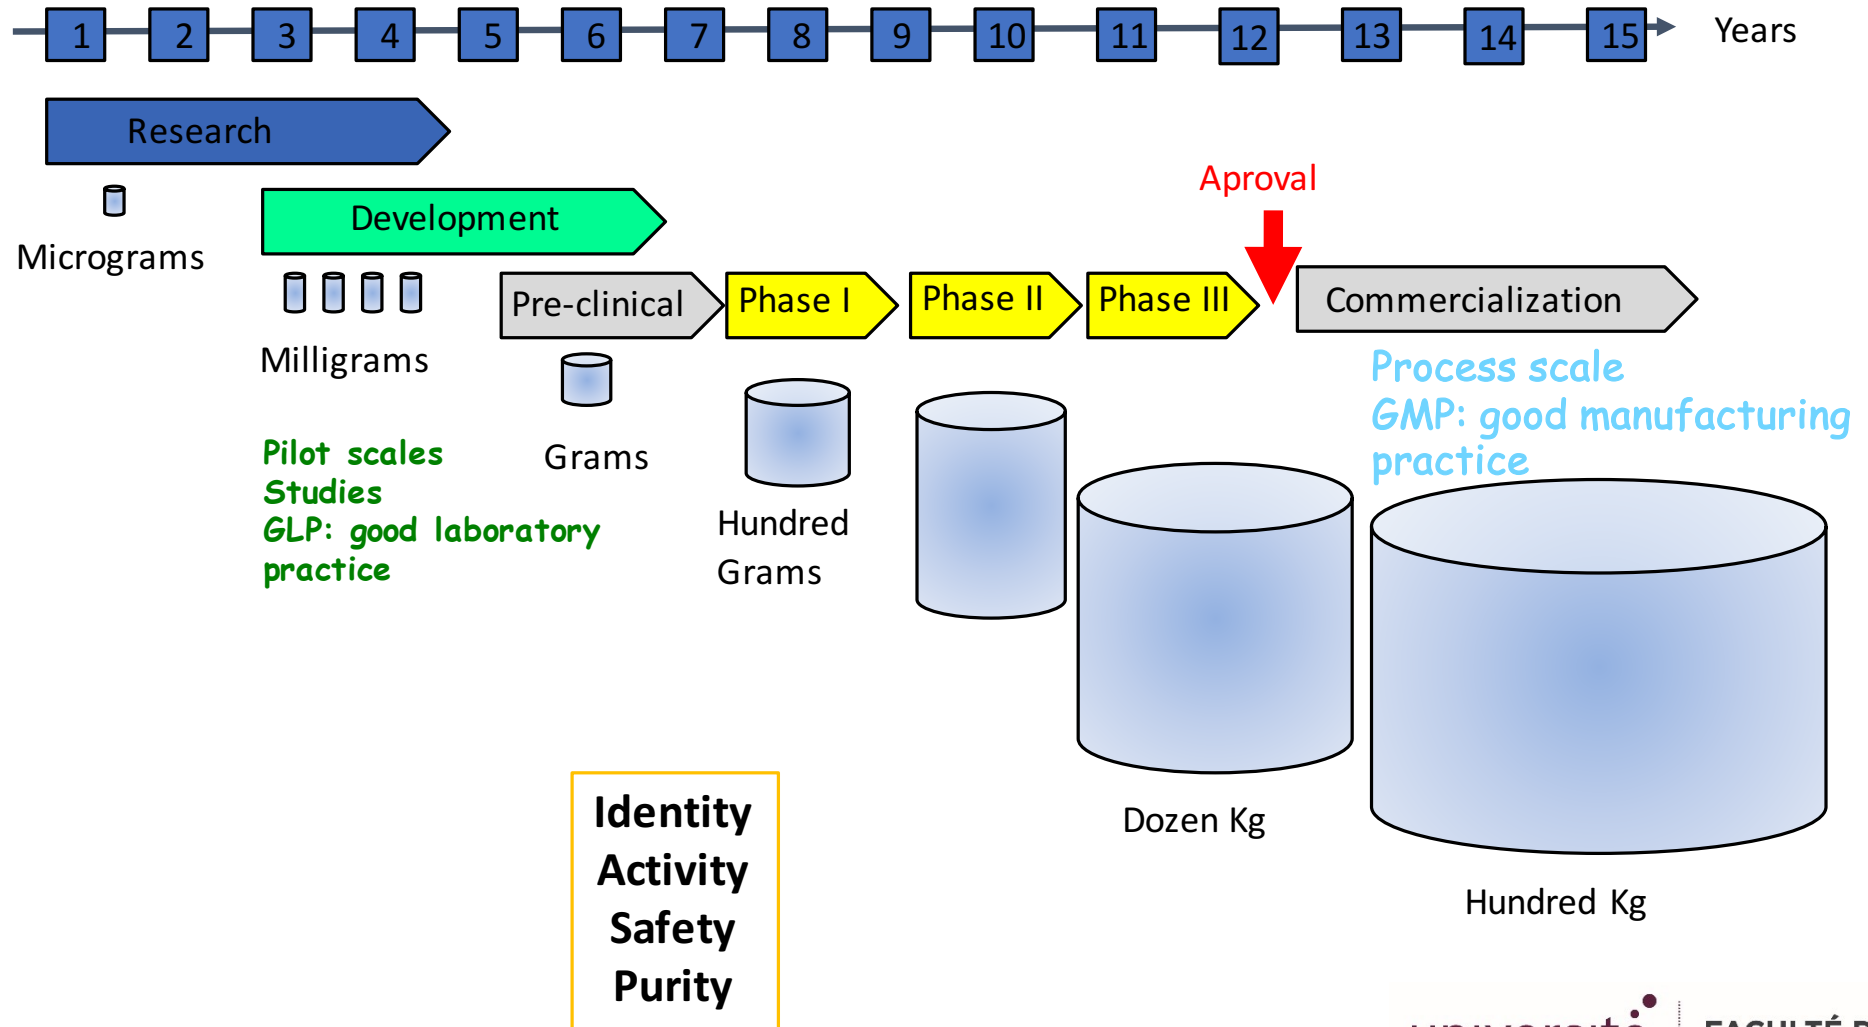 1 2 3 4 5 6 7 8 9 10 11 12 13 14 15 Years
Research
Micrograms
Development
Milligrams
Pilot scales
Studies
GLP: good laboratory
practice
Pre-clinical
Grams
Phase I
Hundred
Grams
Phase II
Phase III
Aproval
Commercialization
Process scale
GMP: good manufacturing
practice
Dozen Kg
Hundred Kg
Identity
Activity
Safety
Purity
université
FACULTÉ